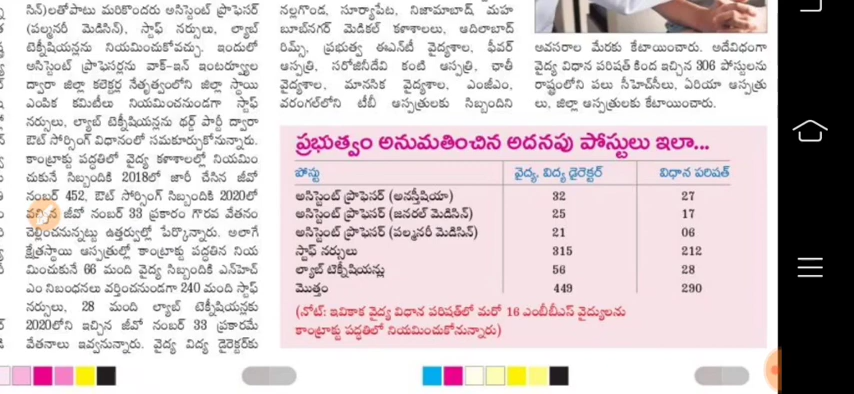 సిన్)లతోపాటు మరికొందరు అసిస్టెంట్ ప్రొఫెసర్
(పల్మనరీ మెడిసిన్), స్టాఫ్ నర్సులు, ల్యాబ్
టెక్నీషియన్లను నియమించుకోవచ్చు. ఇందులో
అసిస్టెంట్ ప్రొఫెసర్లను వాక్-ఇన్ ఇంటర్వ్యూల
ద్వారా జిల్లా కలెక్టర్ల నేతృత్వంలోని జిల్లా స్థాయి
ఎంపిక కమిటీలు నియమించనుండగా స్టాఫ్
నర్సులు, ల్యాబ్ టెక్నీషియన్లను థర్డ్ పార్టీ ద్వారా
ఔట్ సోర్సింగ్ విధానంలో సమకూర్చుకోనున్నారు.
కాంట్రాక్టు పద్ధతిలో వైద్య కళాశాలల్లో నియమిం
చుకునే సిబ్బందికి 2018లో జారీ చేసిన జీవో
నంబర్ 452, ఔట్ సోర్సింగ్ సిబ్బందికి 2020లో
జీవో నంబర్ 33 ప్రకారం గౌరవ వేతనం
చెల్లించనున్నట్టు ఉత్తర్వుల్లో పేర్కొన్నారు. అలాగే
క్షేత్రస్థాయి ఆస్పత్రుల్లో కాంట్రాక్టు పద్ధతిన నియ
మించుకునే 66 మంది వైద్య సిబ్బందికి ఎన్‌హెచ్
ఎం నిబంధనలు వర్తించనుండగా 240 మంది స్టాఫ్
నర్సులు, 28 మంది ల్యాబ్ టెక్నీషియన్లకు
2020లోని ఇచ్చిన జీవో నంబర్ 33 ప్రకారమే
వేతనాలు ఇవ్వనున్నారు. వైద్య విద్య డైరెక్టర్‌కు
నల్లగొండ, సూర్యాపేట, నిజామాబాద్, మహ
బూబ్‌నగర్ మెడికల్ కళాశాలలు, ఆదిలాబాద్
రిమ్స్, ప్రభుత్వ ఈఎన్‌టీ వైద్యశాల, ఫీవర్
ఆస్పత్రి, సరోజినీదేవి కంటి ఆస్పత్రి, ఛాతీ
వైద్యశాల, మానసిక వైద్యశాల, ఎంజీఎం,
వరంగల్‌లోని టీబీ ఆస్పత్రులకు సిబ్బందిని
అవసరాల మేరకు కేటాయించారు. అదేవిధంగా
వైద్య విధాన పరిషత్ కింద ఇచ్చిన 306 పోస్టులను
రాష్ట్రంలోని పలు సీహెచ్‌సీలు, ఏరియా ఆస్పత్రు
లు, జిల్లా ఆస్పత్రులకు కేటాయించారు.
ప్రభుత్వం అనుమతించిన అదనపు పోస్టులు ఇలా...
పోస్టు వైద్య, విద్య డైరెక్టర్ విధాన పరిషత్
అసిస్టెంట్ ప్రొఫెసర్ (అనస్తీషియా) 32 27
అసిస్టెంట్ ప్రొఫెసర్ (జనరల్ మెడిసిన్) 25 17
అసిస్టెంట్ ప్రొఫెసర్ (పల్మనరీ మెడిసిన్) 21 06
స్టాఫ్ నర్సులు 315 212
ల్యాబ్ టెక్నీషియన్లు 56 28
మొత్తం 449 290
(నోట్: ఇవికాక వైద్య విధాన పరిషత్‌లో మరో 16 ఎంబీబీఎస్ వైద్యులను
కాంట్రాక్టు పద్ధతిలో నియమించుకోనున్నారు)